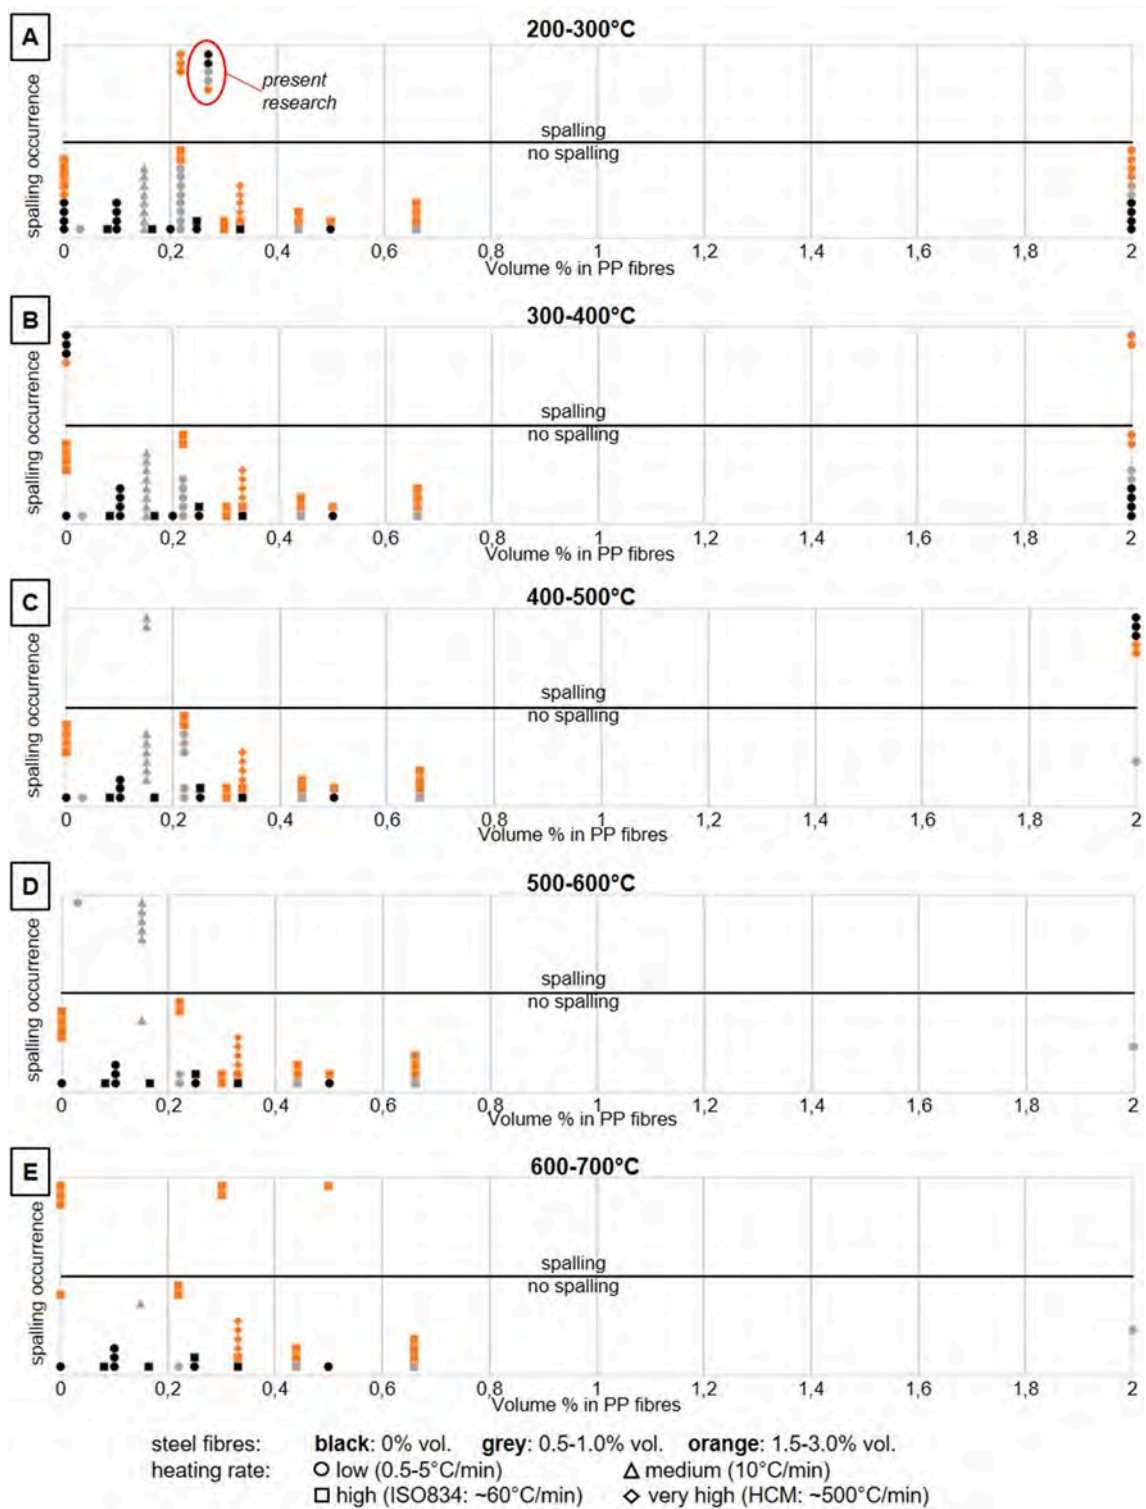 A
200-300°C
spalling occurrence
present
research
spalling
no spalling
0 0,2 0,4 0,6 0,8 1 1,2 1,4 1,6 1,8 2
Volume % in PP fibres
B
300-400°C
spalling occurrence
spalling
no spalling
0 0,2 0,4 0,6 0,8 1 1,2 1,4 1,6 1,8 2
Volume % in PP fibres
C
400-500°C
spalling occurrence
spalling
no spalling
0 0,2 0,4 0,6 0,8 1 1,2 1,4 1,6 1,8 2
Volume % in PP fibres
D
500-600°C
spalling occurrence
spalling
no spalling
0 0,2 0,4 0,6 0,8 1 1,2 1,4 1,6 1,8 2
Volume % in PP fibres
E
600-700°C
spalling occurrence
spalling
no spalling
0 0,2 0,4 0,6 0,8 1 1,2 1,4 1,6 1,8 2
Volume % in PP fibres
steel fibres: black: 0% vol. grey: 0.5-1.0% vol. orange: 1.5-3.0% vol.
heating rate: low (0.5-5°C/min) medium (10°C/min)
high (ISO834: ~60°C/min) very high (HCM: ~500°C/min)